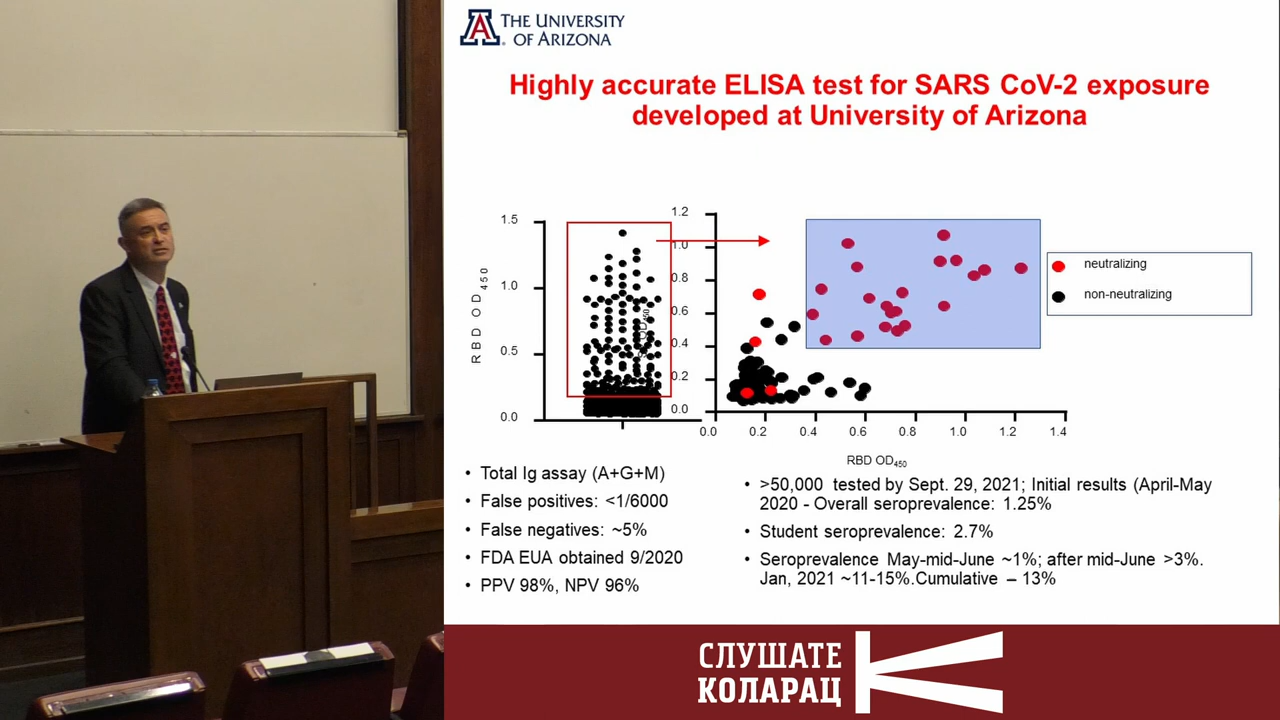 THE UNIVERSITY
OF ARIZONA
Highly accurate ELISA test for SARS CoV-2 exposure
developed at University of Arizona
1.5
1.0
0.5
0.0
RBD OD450
1.2
1.0
0.8
0.6
0.4
0.2
0.0
OD450
0.0 0.2 0.4 0.6 0.8 1.0 1.2 1.4
RBD OD450
neutralizing
non-neutralizing
• Total Ig assay (A+G+M)
• False positives: <1/6000
• False negatives: ~5%
• FDA EUA obtained 9/2020
• PPV 98%, NPV 96%
• >50,000 tested by Sept. 29, 2021; Initial results (April-May
2020 - Overall seroprevalence: 1.25%
• Student seroprevalence: 2.7%
• Seroprevalence May-mid-June ~1%; after mid-June >3%.
Jan, 2021 ~11-15%.Cumulative – 13%
СЛУШАТЕ
КОЛАРАЦ